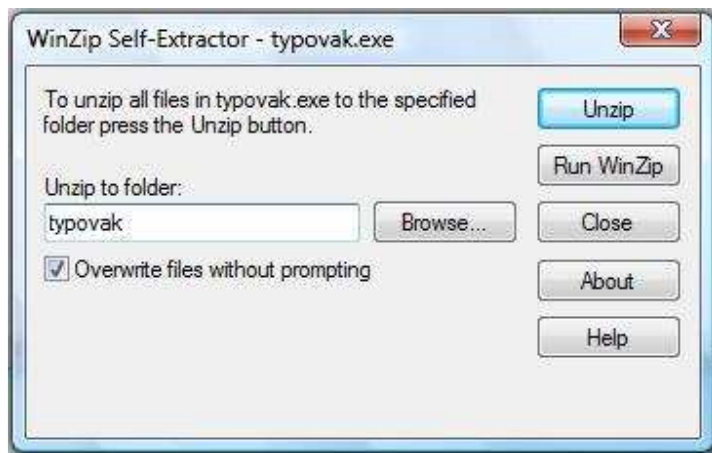 WinZip Self-Extractor - typovak.exe
To unzip all files in typovak.exe to the specified
folder press the Unzip button.
Unzip to folder:
typovak
Browse...
Overwrite files without prompting
Unzip
Run WinZip
Close
About
Help